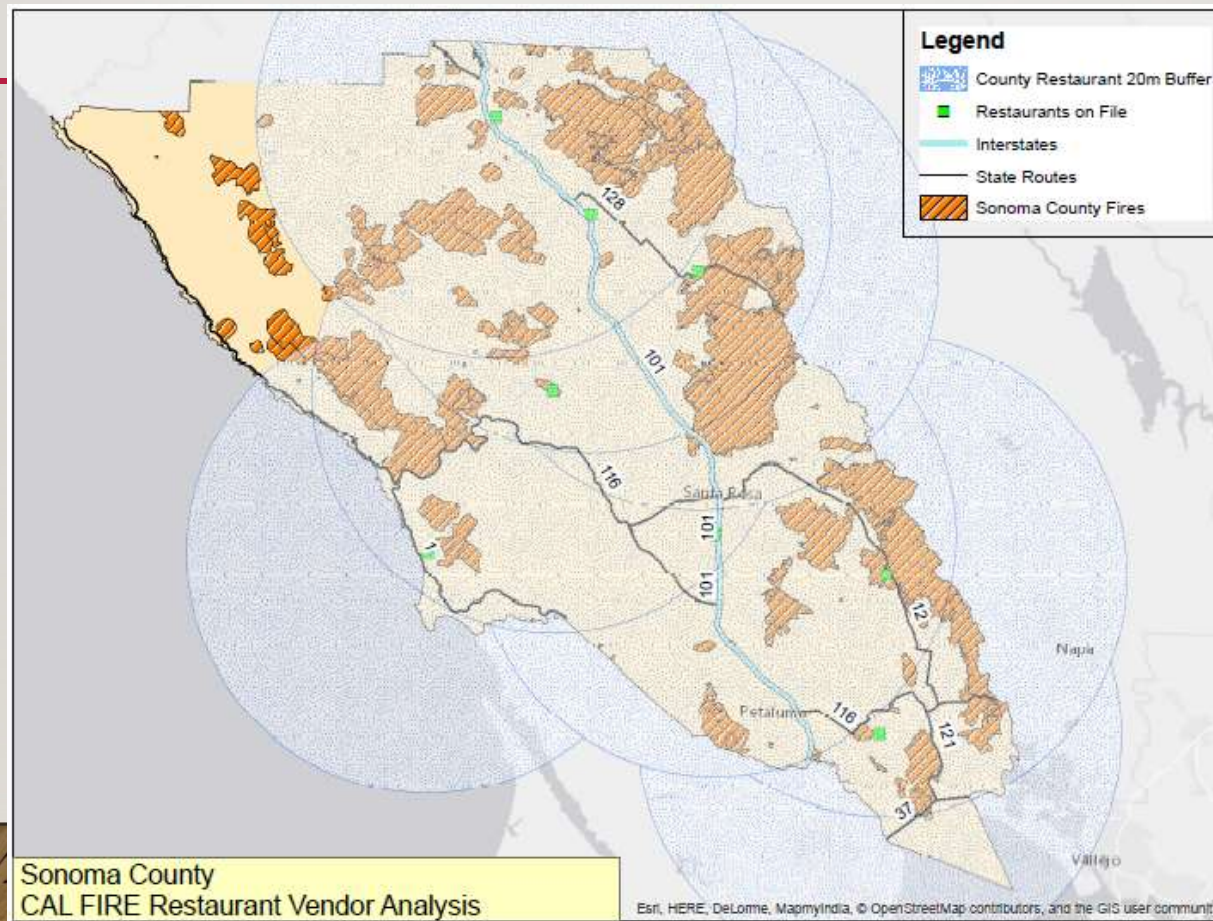 Legend
County Restaurant 20m Buffer
Restaurants on File
Interstates
State Routes
Sonoma County Fires
128
101
116
Santa Rosa
101
1
101
12
Napa
Petaluma
116
121
37
Vallejo
Sonoma County
CAL FIRE Restaurant Vendor Analysis
Esri, HERE, DeLorme, MapmyIndia, © OpenStreetMap contributors, and the GIS user communit